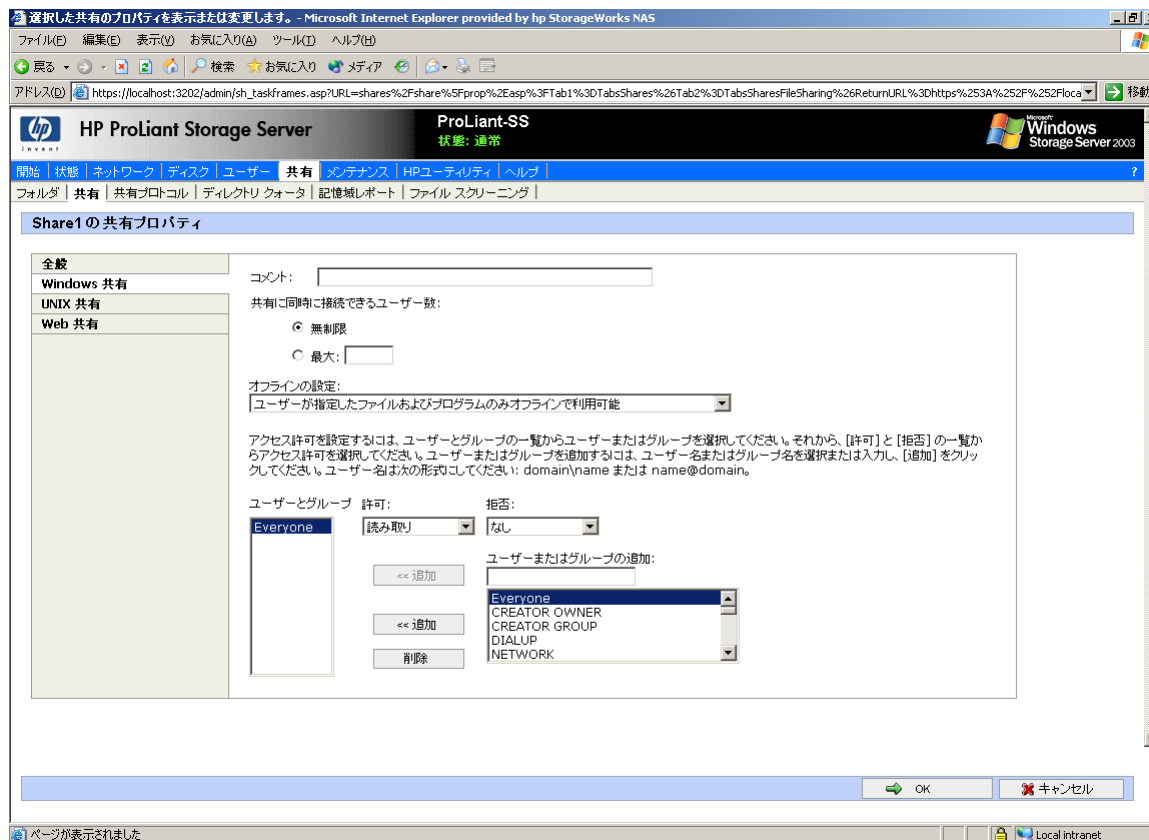 選択した共有のプロパティを表示または変更します。 - Microsoft Internet Explorer provided by hp StorageWorks NAS
ファイル(F) 編集(E) 表示(V) お気に入り(A) ツール(T) ヘルプ(H)
戻る 検索 お気に入り メディア
アドレス(D) https://localhost:3202/admin/sh_taskframes.asp?URL=shares%2Fshare%5Fprop%2Easp%3FTab1%3DTabsShares%26Tab2%3DTabsSharesFileSharing%26ReturnURL%3Dhttps%253A%252F%252Floca 移動
hp invent HP ProLiant Storage Server
ProLiant-SS
状態: 通常
Microsoft Windows Storage Server 2003
開始 | 状態 | ネットワーク | ディスク | ユーザー | 共有 | メンテナンス | HPユーティリティ | ヘルプ | ?
フォルダ | 共有 | 共有プロトコル | ディレクトリ クォータ | 記憶域レポート | ファイル スクリーニング |
Share1 の 共有プロパティ
全般
Windows 共有
UNIX 共有
Web 共有
コメント:
共有に同時に接続できるユーザー数:
無制限
最大:
オフラインの設定:
ユーザーが指定したファイルおよびプログラムのみオフラインで利用可能
アクセス許可を設定するには、ユーザーとグループの一覧からユーザーまたはグループを選択してください。それから、[許可] と [拒否] の一覧か
らアクセス許可を選択してください。ユーザーまたはグループを追加するには、ユーザー名またはグループ名を選択または入力し、[追加] をクリッ
クしてください。ユーザー名は次の形式にしてください: domain\name または name@domain。
ユーザーとグループ 許可: 拒否:
Everyone 読み取り なし
ユーザーまたはグループの追加:
<< 追加
Everyone
CREATOR OWNER
CREATOR GROUP
DIALUP
NETWORK
<< 追加
削除
OK キャンセル
ページが表示されました Local intranet